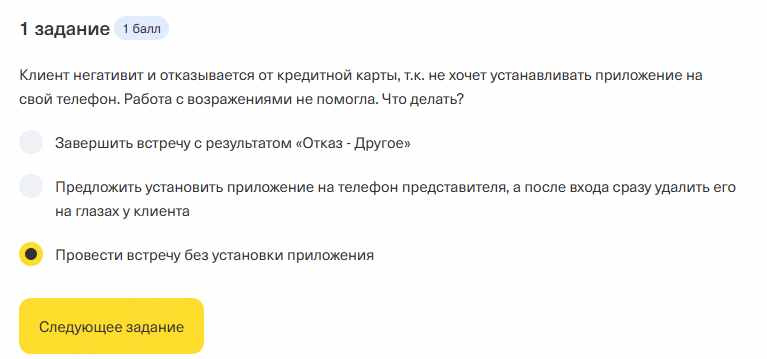 1 задание 1 балл
Клиент негативит и отказывается от кредитной карты, т.к. не хочет устанавливать приложение на
свой телефон. Работа с возражениями не помогла. Что делать?
Завершить встречу с результатом «Отказ - Другое»
Предложить установить приложение на телефон представителя, а после входа сразу удалить его
на глазах у клиента
Провести встречу без установки приложения
Следующее задание